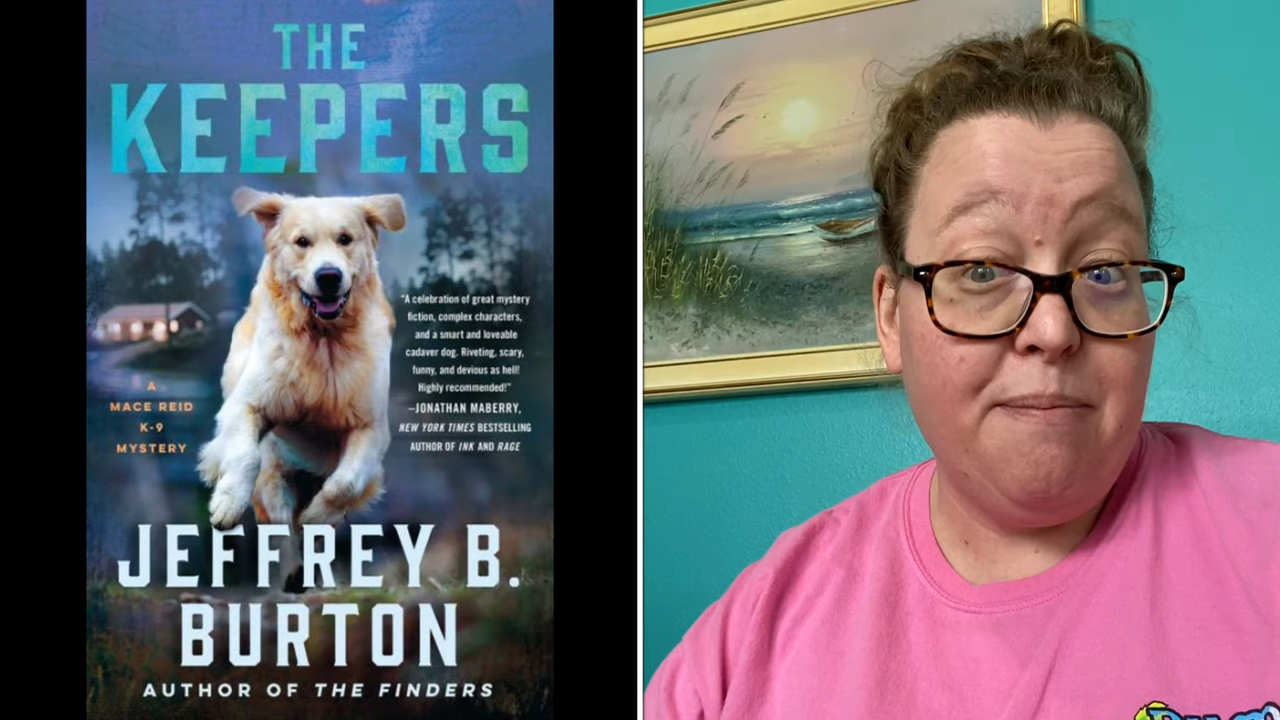 THE
KEEPERS
"A celebration of great mystery
fiction, complex characters,
and a smart and loveable
cadaver dog. Riveting, scary,
funny, and devious as hell!
Highly recommended!"
—JONATHAN MABERRY,
NEW YORK TIMES BESTSELLING
AUTHOR OF INK AND RAGE
A
MACE REID
K-9
MYSTERY
JEFFREY B.
BURTON
AUTHOR OF THE FINDERS